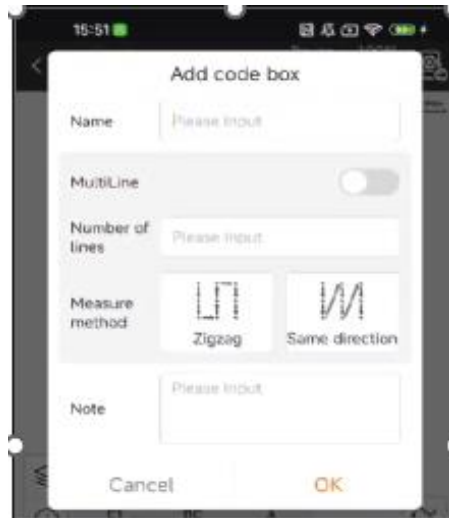 15:51
Add code box
Name
Please Input
MultiLine
Number of
lines
Please Input
Measure
method
Zigzag
Same direction
Note
Please Input
Cancel
OK